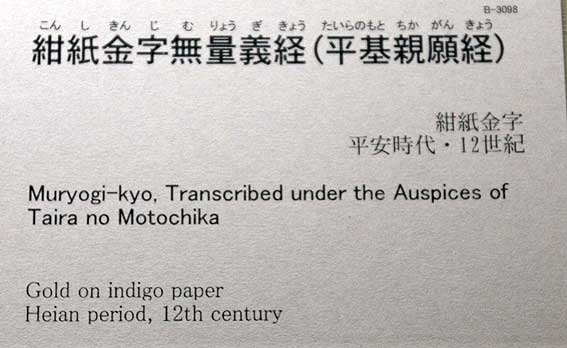 B-3098
こん し きん じ む りょう ぎ きょう たいらのもと ちか がん きょう
紺紙金字無量義経(平基親願経)
紺紙金字
平安時代・12世紀
Muryogi-kyo, Transcribed under the Auspices of
Taira no Motochika
Gold on indigo paper
Heian period, 12th century